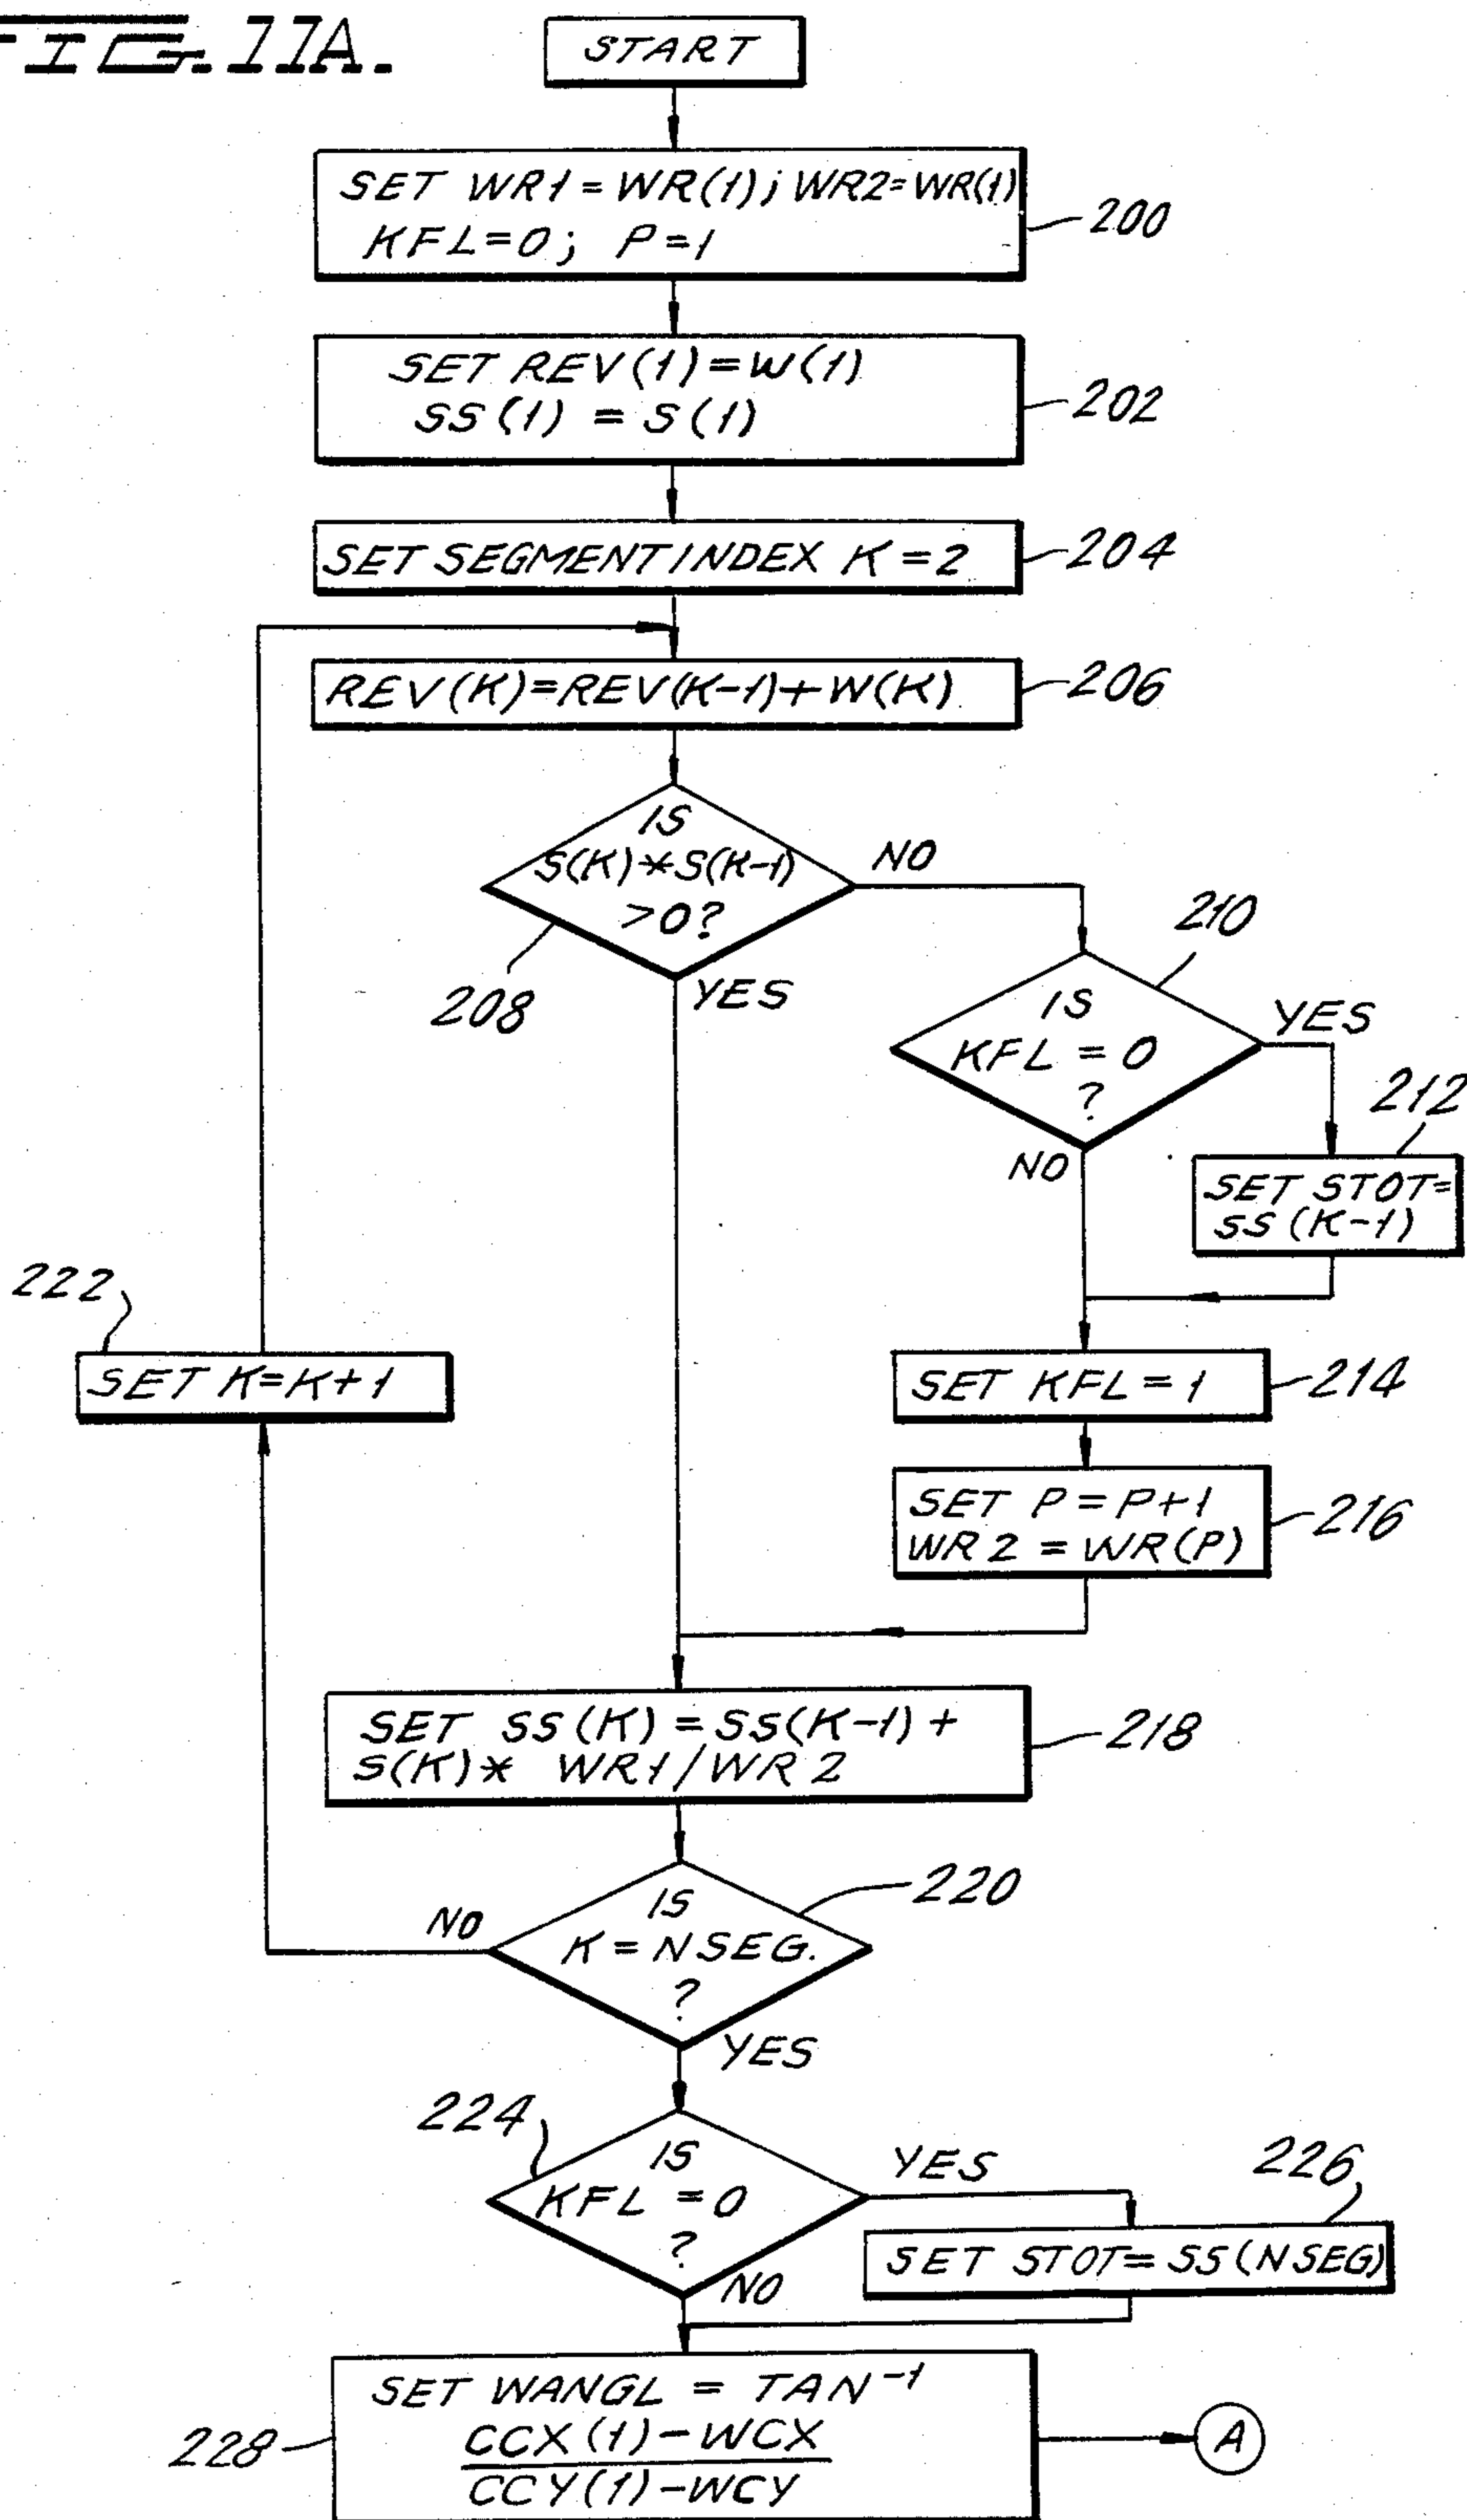 FIG. 11A.
START
SET WR1 = WR(1); WR2=WR(1)
KFL=0; P=1
200
SET REV(1)=W(1)
SS(1) = S(1)
202
SET SEGMENT INDEX K=2
204
REV(K)=REV(K-1)+W(K)
206
IS
S(K)*S(K-1)
>0?
NO
208
YES
210
IS
KFL = 0
?
YES
NO
212
SET STOT=
SS(K-1)
222
SET K=K+1
SET KFL=1
214
SET P=P+1
WR2 = WR(P)
216
SET SS(K) = SS(K-1)+
S(K)* WR1/WR2
218
220
NO
IS
K=NSEG.
?
YES
224
IS
KFL = 0
?
YES
NO
226
SET STOT= SS(NSEG)
SET WANGL = TAN⁻¹
CCX(1)-WCX
CCY(1)-WCY
228
A